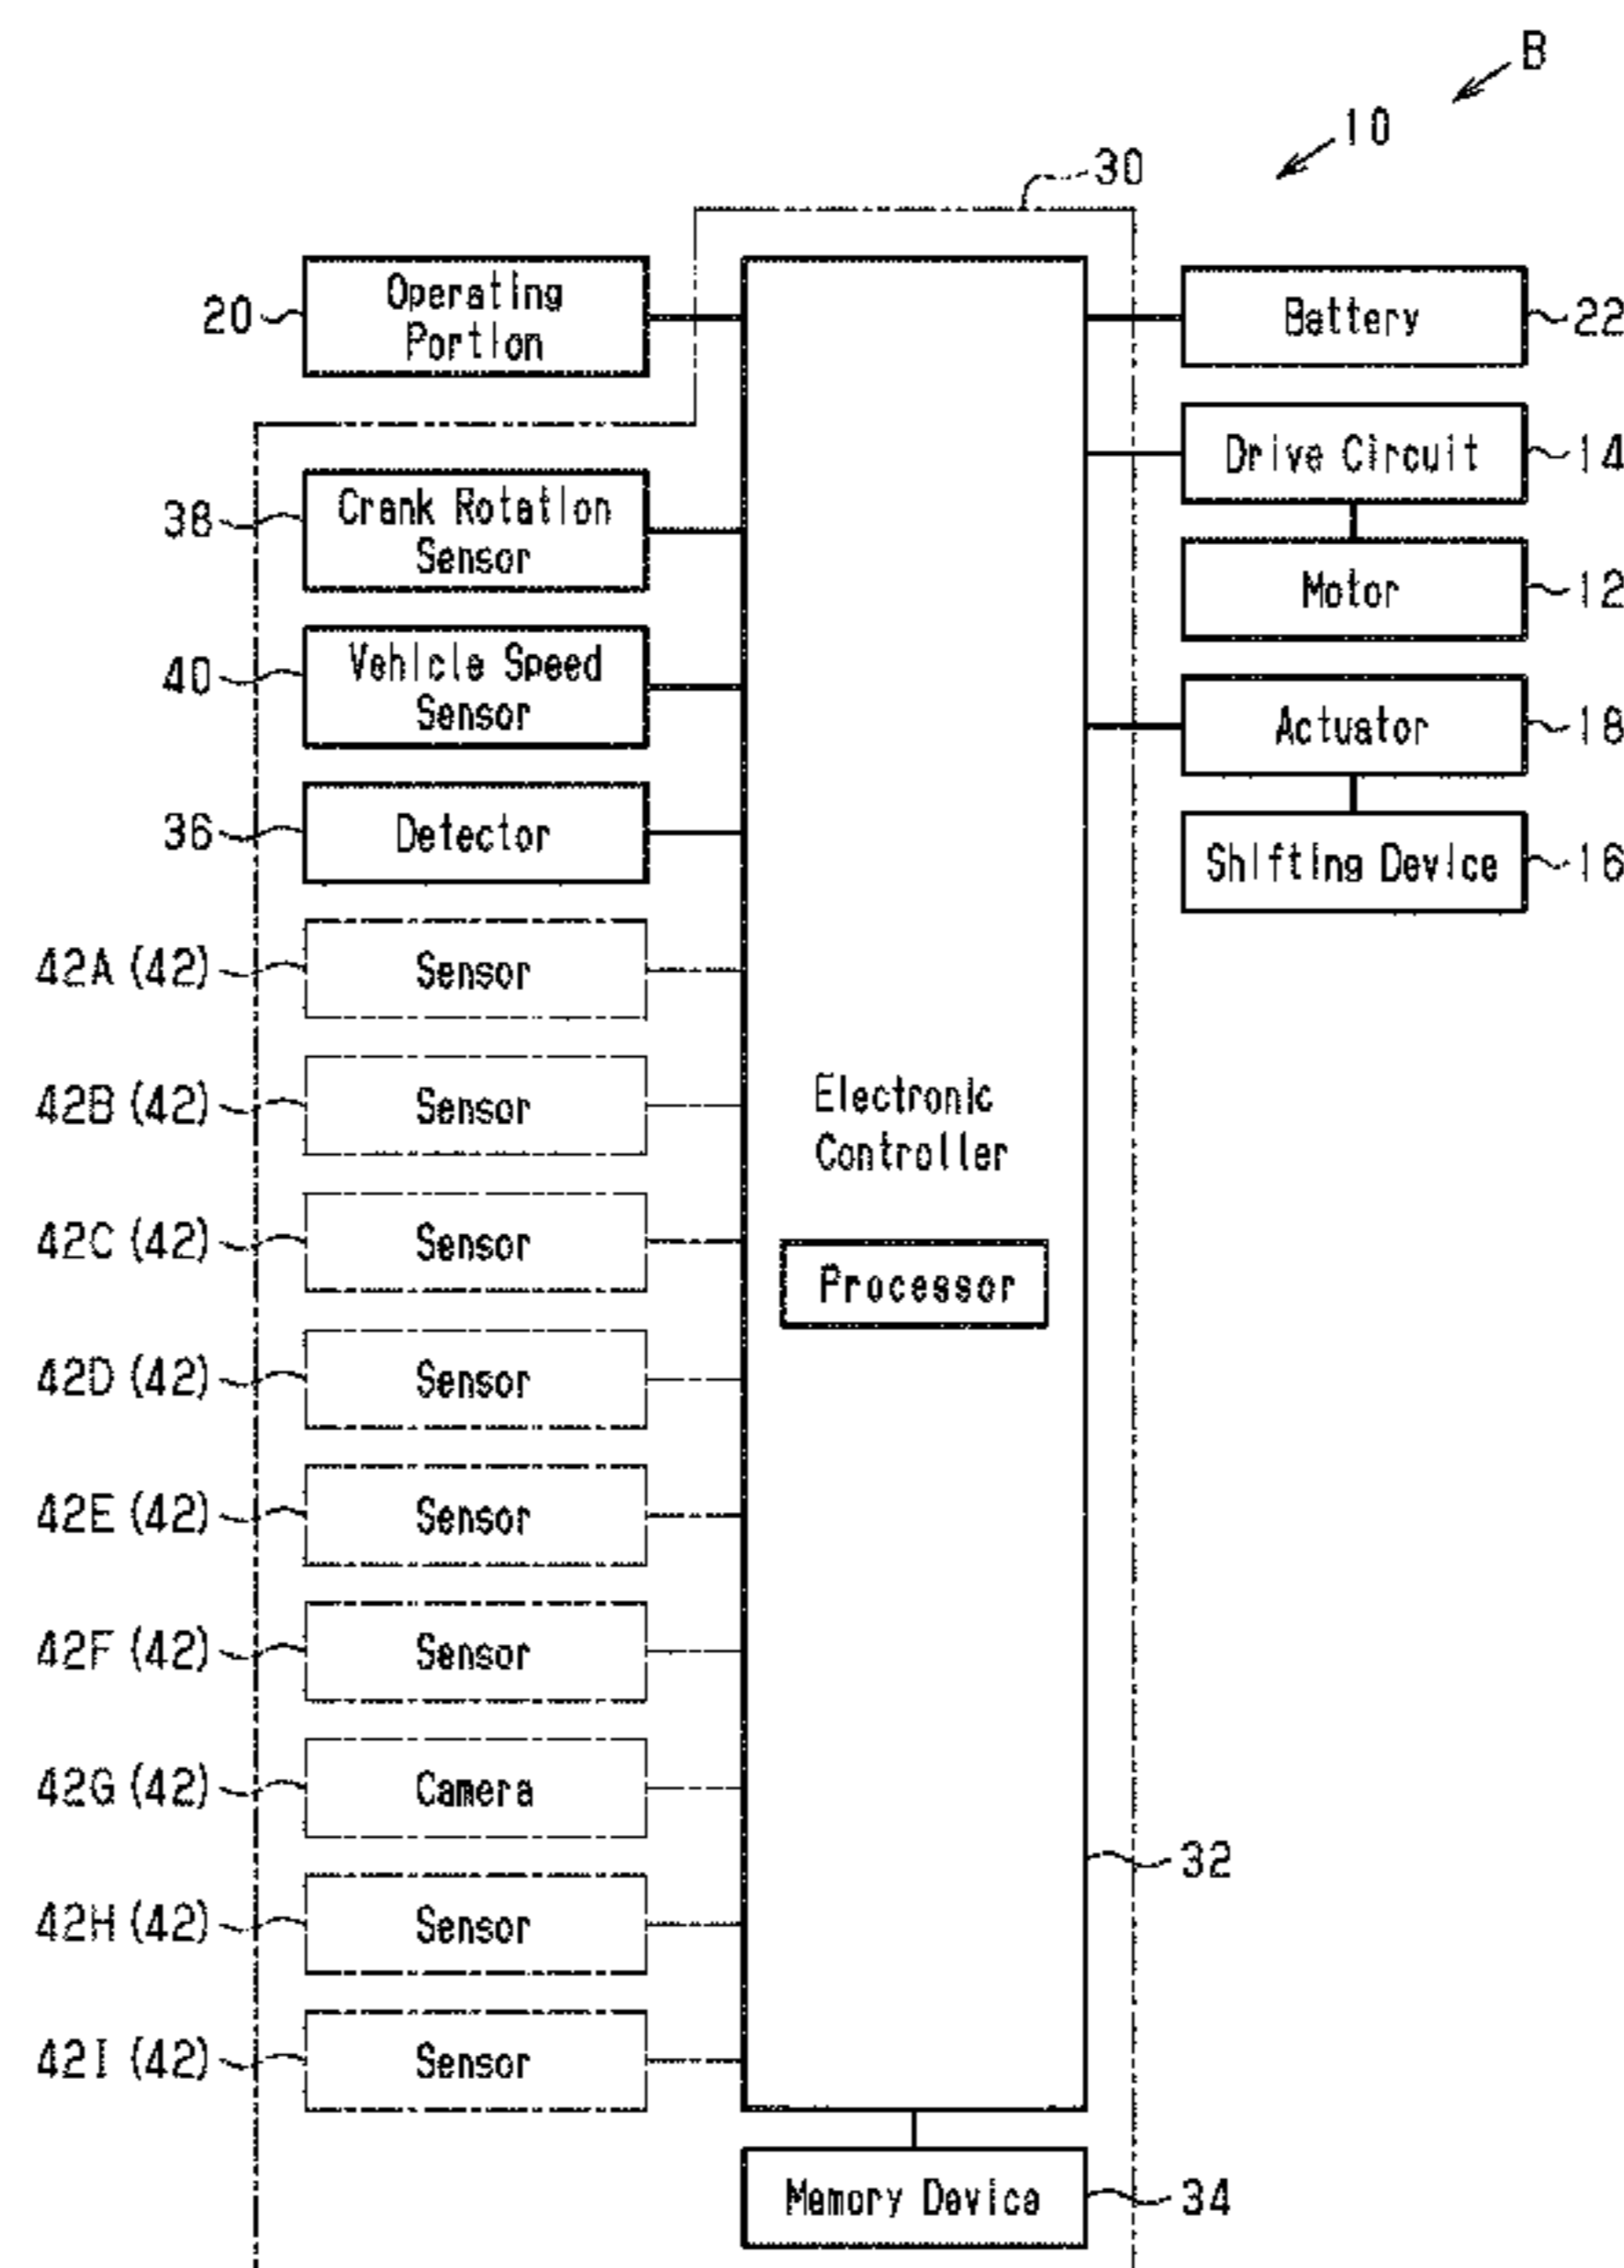 B
10
30
20
Operating
Portion
Battery
22
Drive Circuit
14
38
Crank Rotation
Sensor
Motor
12
40
Vehicle Speed
Sensor
Actuator
18
36
Detector
Shifting Device
16
42A (42)
Sensor
42B (42)
Sensor
Electronic
Controller
42C (42)
Sensor
Processor
42D (42)
Sensor
42E (42)
Sensor
42F (42)
Sensor
42G (42)
Camera
32
42H (42)
Sensor
42I (42)
Sensor
Memory Device
34